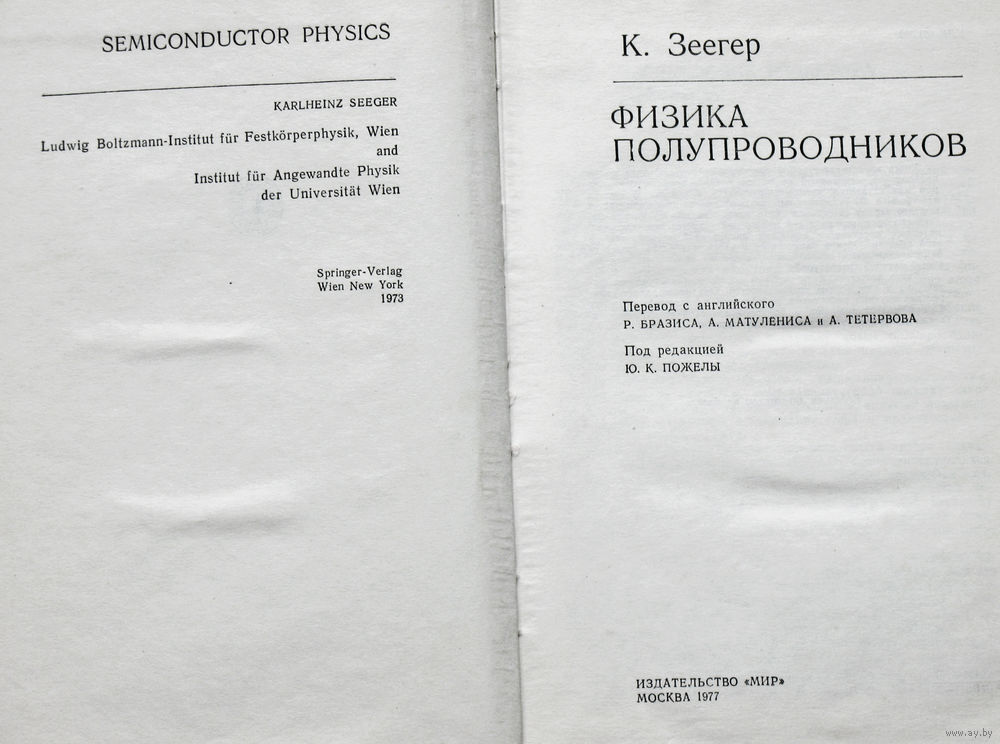 SEMICONDUCTOR PHYSICS
KARLHEINZ SEEGER
Ludwig Boltzmann-Institut für Festkörperphysik, Wien
and
Institut für Angewandte Physik
der Universität Wien
Springer-Verlag
Wien New York
1973
К. Зеегер
ФИЗИКА
ПОЛУПРОВОДНИКОВ
Перевод с английского
Р. БРАЗИСА, А. МАТУЛЕНИСА и А. ТЕТЕРВОВА
Под редакцией
Ю. К. ПОЖЕЛЫ
ИЗДАТЕЛЬСТВО «МИР»
МОСКВА 1977
www.ay.by